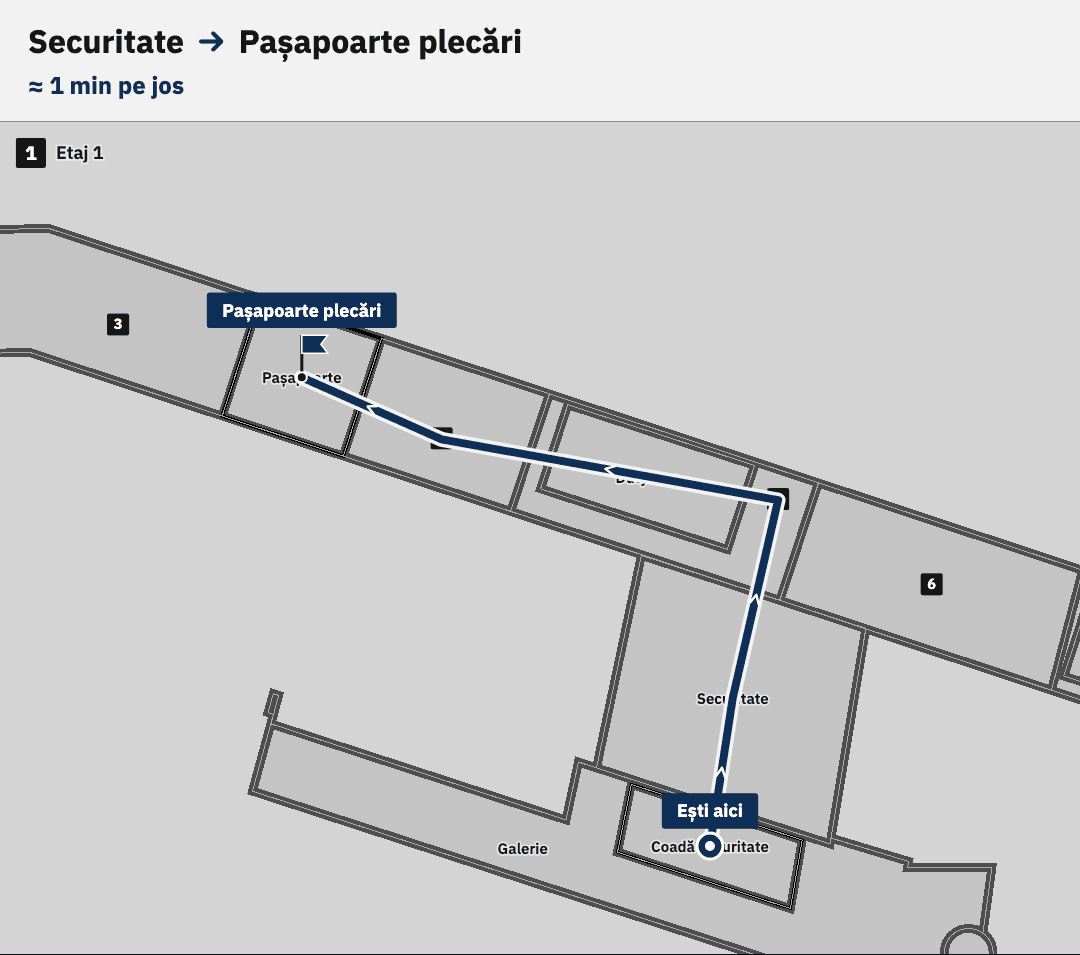 Securitate → Pașapoarte plecări
≈ 1 min pe jos
1 Etaj 1
Pașapoarte plecări
3
6
Securitate
Ești aici
Galerie